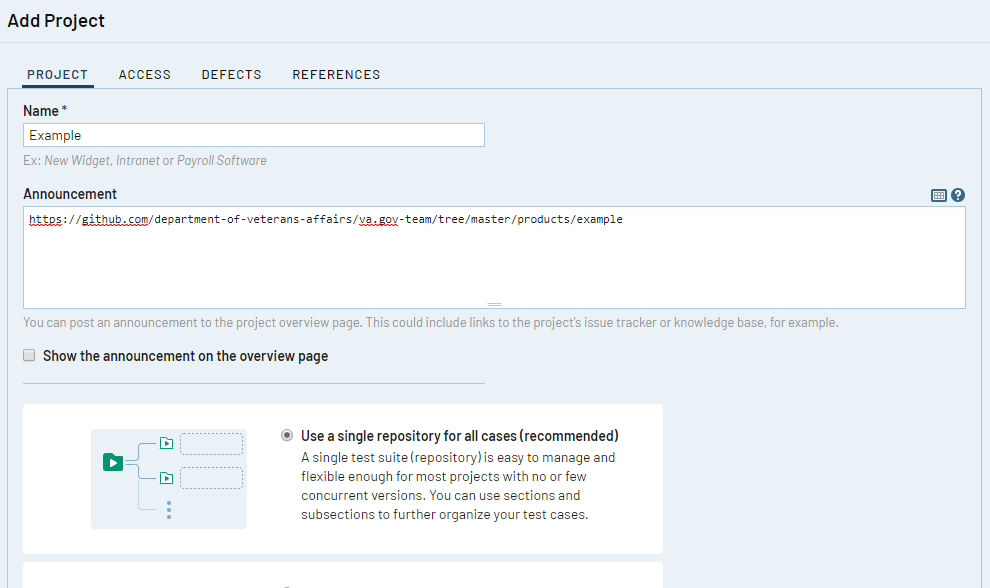 Add Project
PROJECT ACCESS DEFECTS REFERENCES
Name *
Example
Ex: New Widget, Intranet or Payroll Software
Announcement
https://github.com/department-of-veterans-affairs/va.gov-team/tree/master/products/example
You can post an announcement to the project overview page. This could include links to the project's issue tracker or knowledge base, for example.
Show the announcement on the overview page
Use a single repository for all cases (recommended)
A single test suite (repository) is easy to manage and
flexible enough for most projects with no or few
concurrent versions. You can use sections and
subsections to further organize your test cases.